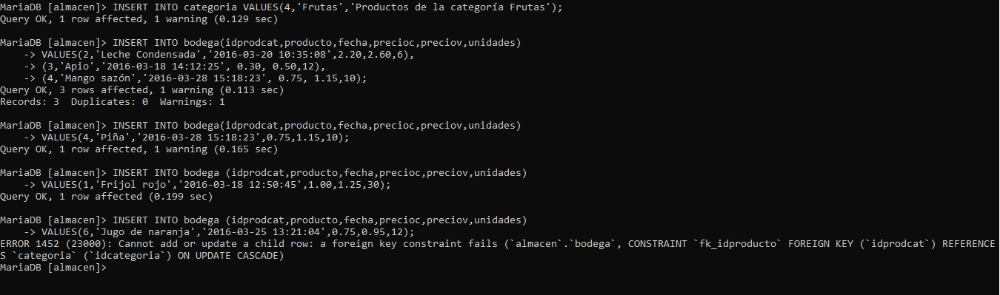 MariaDB [almacen]> INSERT INTO categoria VALUES(4,'Frutas','Productos de la categoría Frutas');
Query OK, 1 row affected, 1 warning (0.129 sec)
MariaDB [almacen]> INSERT INTO bodega(idprodcat,producto,fecha,precioc,preciov,unidades)
    -> VALUES(2,'Leche Condensada','2016-03-20 10:35:08',2.20,2.60,6),
    -> (3,'Apio','2016-03-18 14:12:25', 0.30, 0.50,12),
    -> (4,'Mango sazón','2016-03-28 15:18:23', 0.75, 1.15,10);
Query OK, 3 rows affected, 1 warning (0.113 sec)
Records: 3  Duplicates: 0  Warnings: 1
MariaDB [almacen]> INSERT INTO bodega(idprodcat,producto,fecha,precioc,preciov,unidades)
    -> VALUES(4,'Piña','2016-03-28 15:18:23',0.75,1.15,10);
Query OK, 1 row affected, 1 warning (0.165 sec)
MariaDB [almacen]> INSERT INTO bodega (idprodcat,producto,fecha,precioc,preciov,unidades)
    -> VALUES(1,'Frijol rojo','2016-03-18 12:50:45',1.00,1.25,30);
Query OK, 1 row affected (0.199 sec)
MariaDB [almacen]> INSERT INTO bodega (idprodcat,producto,fecha,precioc,preciov,unidades)
    -> VALUES(6,'Jugo de naranja','2016-03-25 13:21:04',0.75,0.95,12);
ERROR 1452 (23000): Cannot add or update a child row: a foreign key constraint fails (`almacen`.`bodega`, CONSTRAINT `fk_idproducto` FOREIGN KEY (`idprodcat`) REFERENCE
S `categoria` (`idcategoria`) ON UPDATE CASCADE)
MariaDB [almacen]>